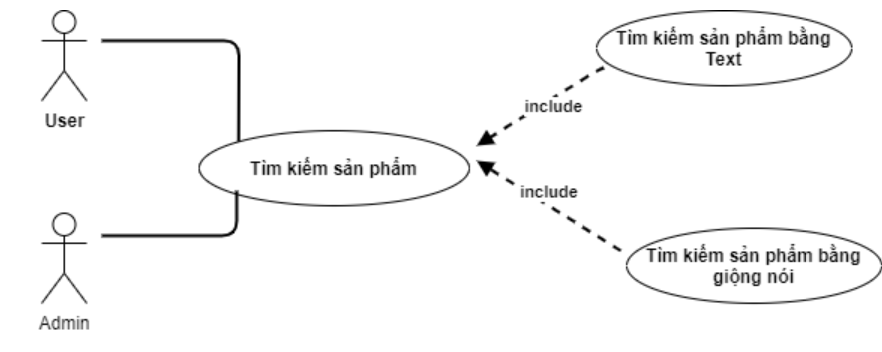 User
Admin
Tìm kiếm sản phẩm
include
include
Tìm kiếm sản phẩm bằng
Text
Tìm kiếm sản phẩm bằng
giộng nói